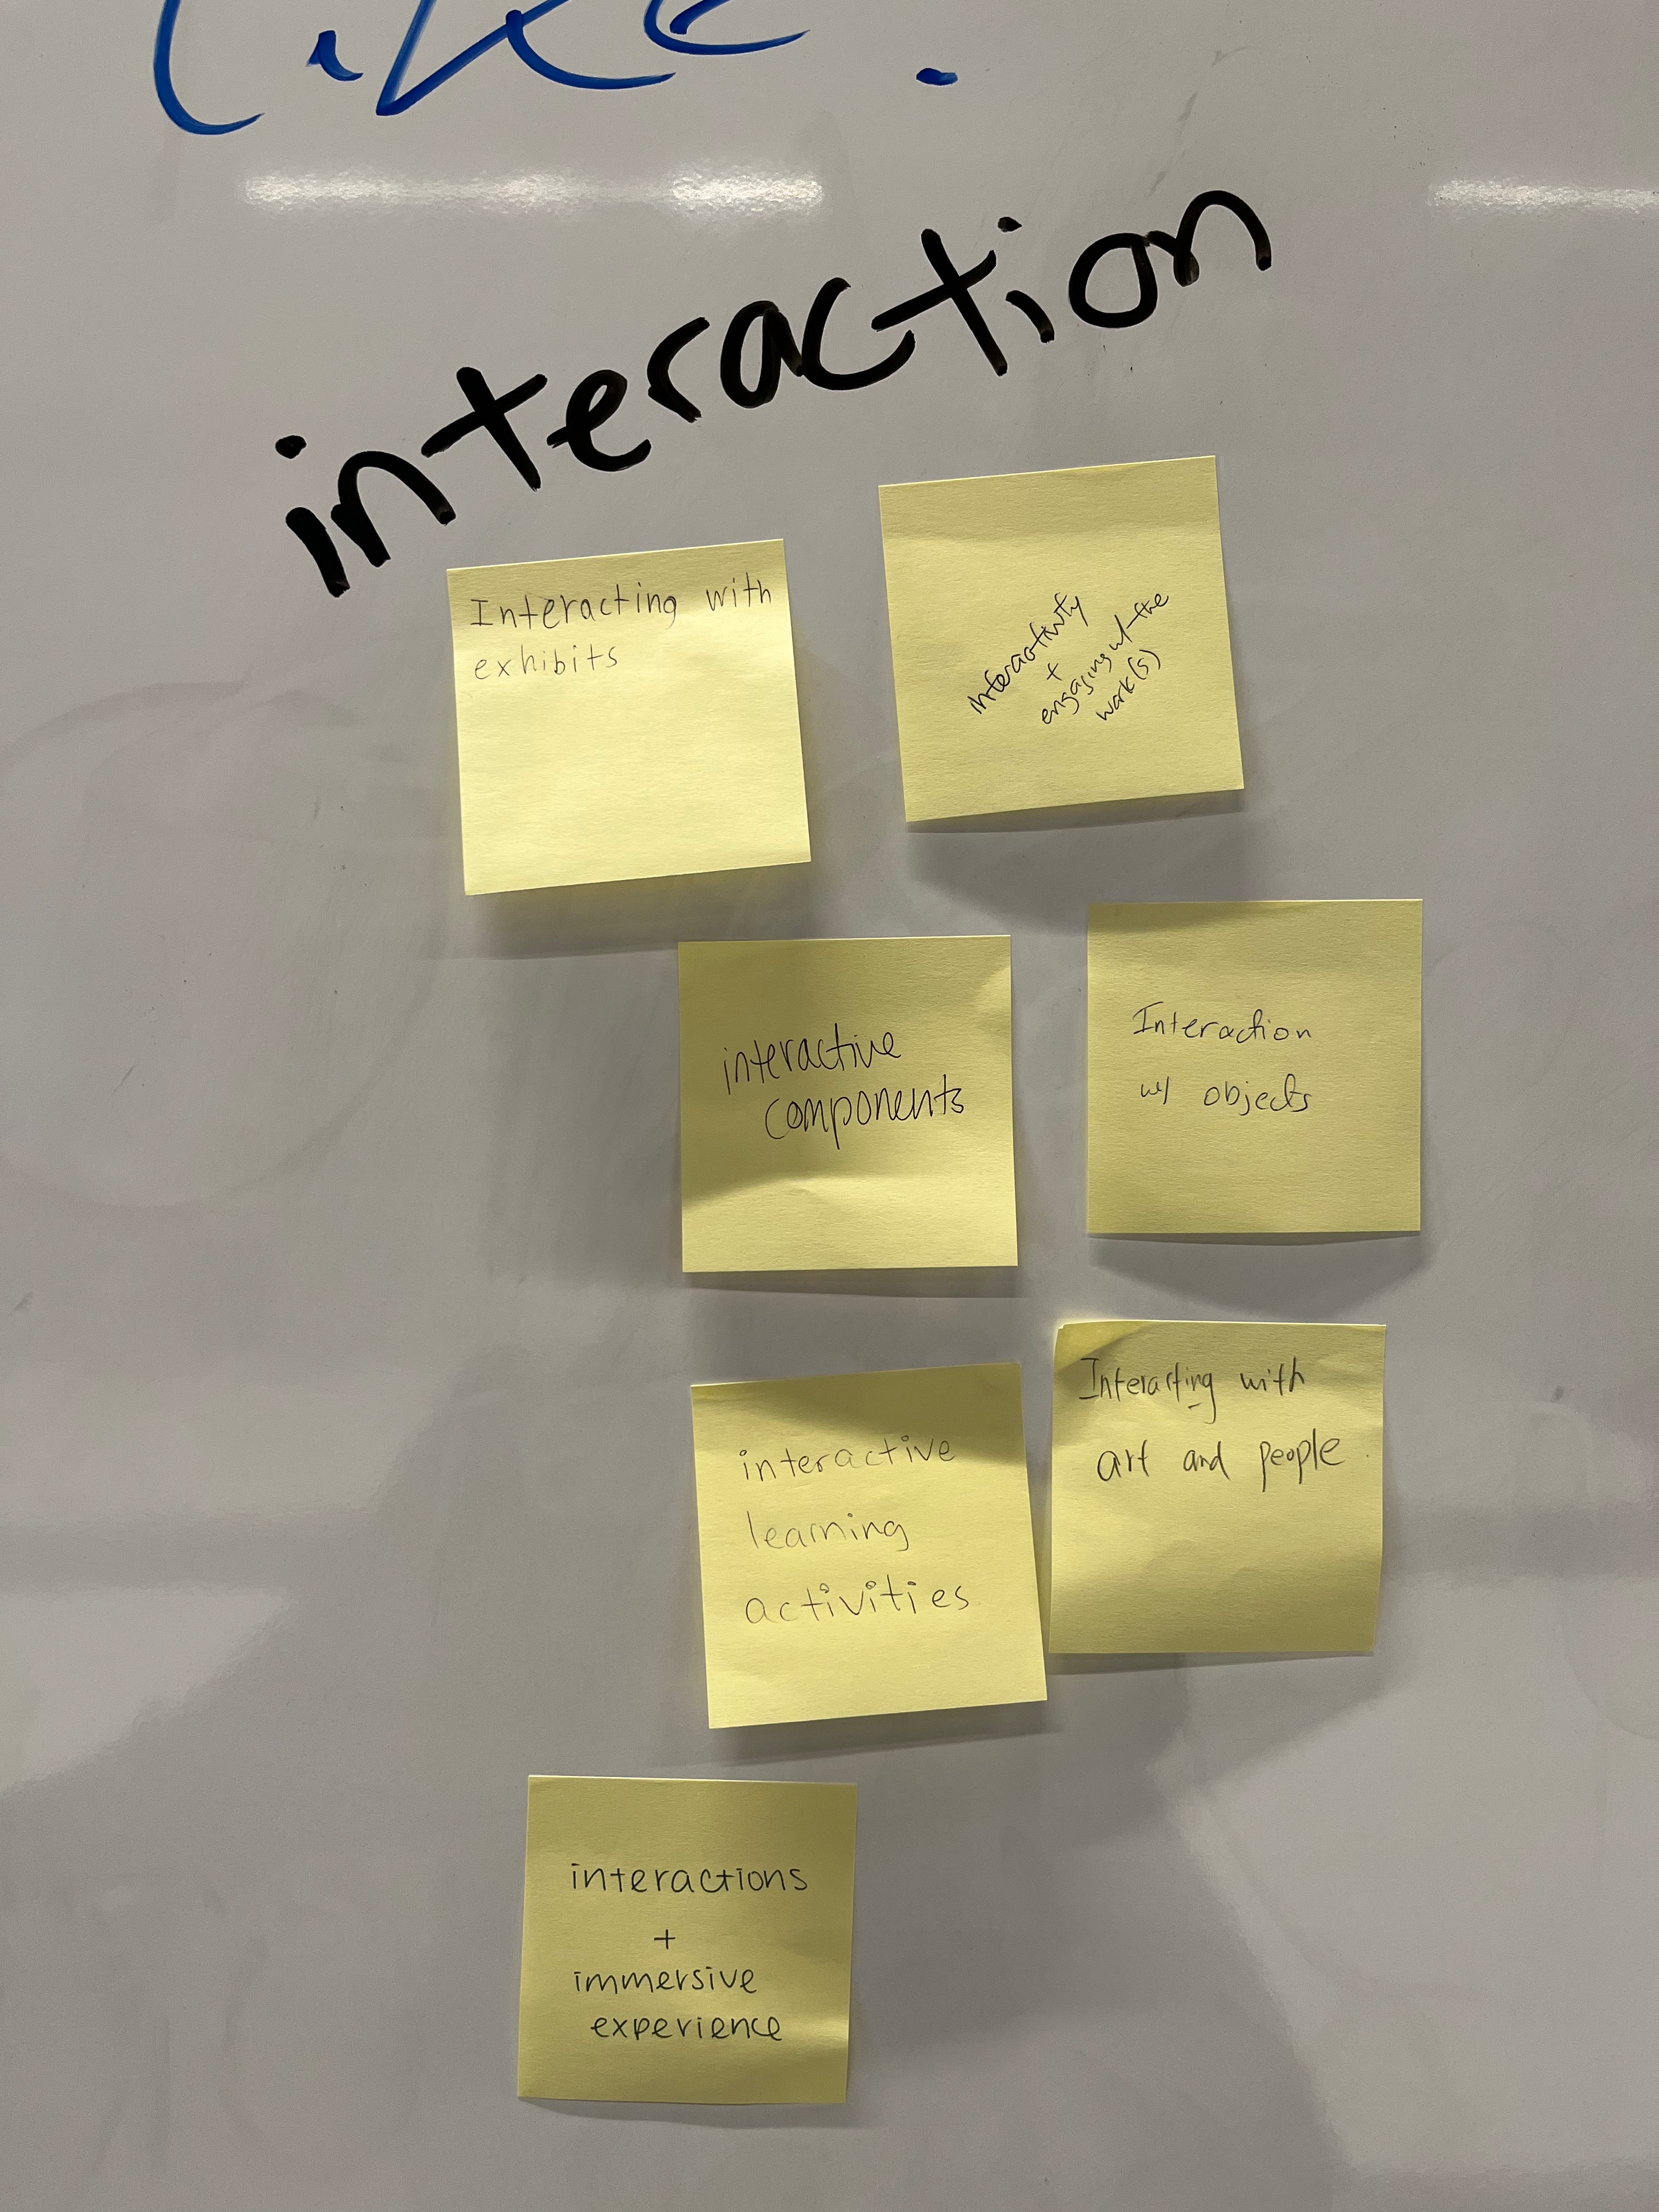 like.
interaction
Interacting with
exhibits
Interactivity
+
engaging w/ the
work(s)
interactive
components
Interaction
w/ objects
interactive
learning
activities
Interacting with
art and people
interactions
+
immersive
experience